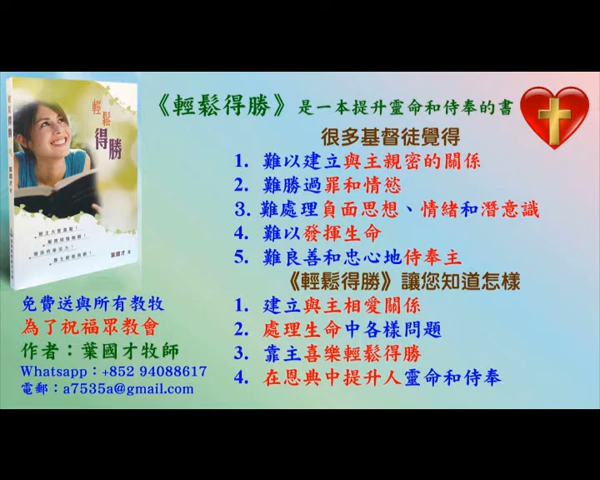 《輕鬆得勝》是一本提升靈命和侍奉的書
很多基督徒覺得
1. 難以建立與主親密的關係
2. 難勝過罪和情慾
3. 難處理負面思想、情緒和潛意識
4. 難以發揮生命
5. 難良善和忠心地侍奉主
《輕鬆得勝》讓您知道怎樣
1. 建立與主相愛關係
2. 處理生命中各樣問題
3. 靠主喜樂輕鬆得勝
4. 在恩典中提升人靈命和侍奉
輕鬆
得勝
葉國才 著
免費送與所有教牧
為了祝福眾教會
作者：葉國才牧師
Whatsapp：+852 94088617
電郵：a7535a@gmail.com